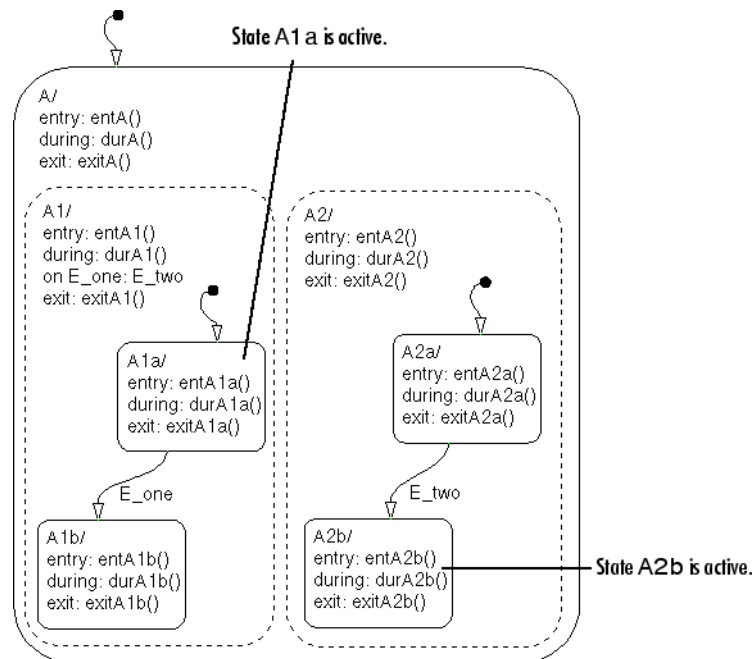 State A1a is active.
A/
entry: entA()
during: durA()
exit: exitA()
A1/
entry: entA1()
during: durA1()
on E_one: E_two
exit: exitA1()
A1a/
entry: entA1a()
during: durA1a()
exit: exitA1a()
E_one
A1b/
entry: entA1b()
during: durA1b()
exit: exitA1b()
A2/
entry: entA2()
during: durA2()
exit: exitA2()
A2a/
entry: entA2a()
during: durA2a()
exit: exitA2a()
E_two
A2b/
entry: entA2b()
during: durA2b()
exit: exitA2b()
State A2b is active.